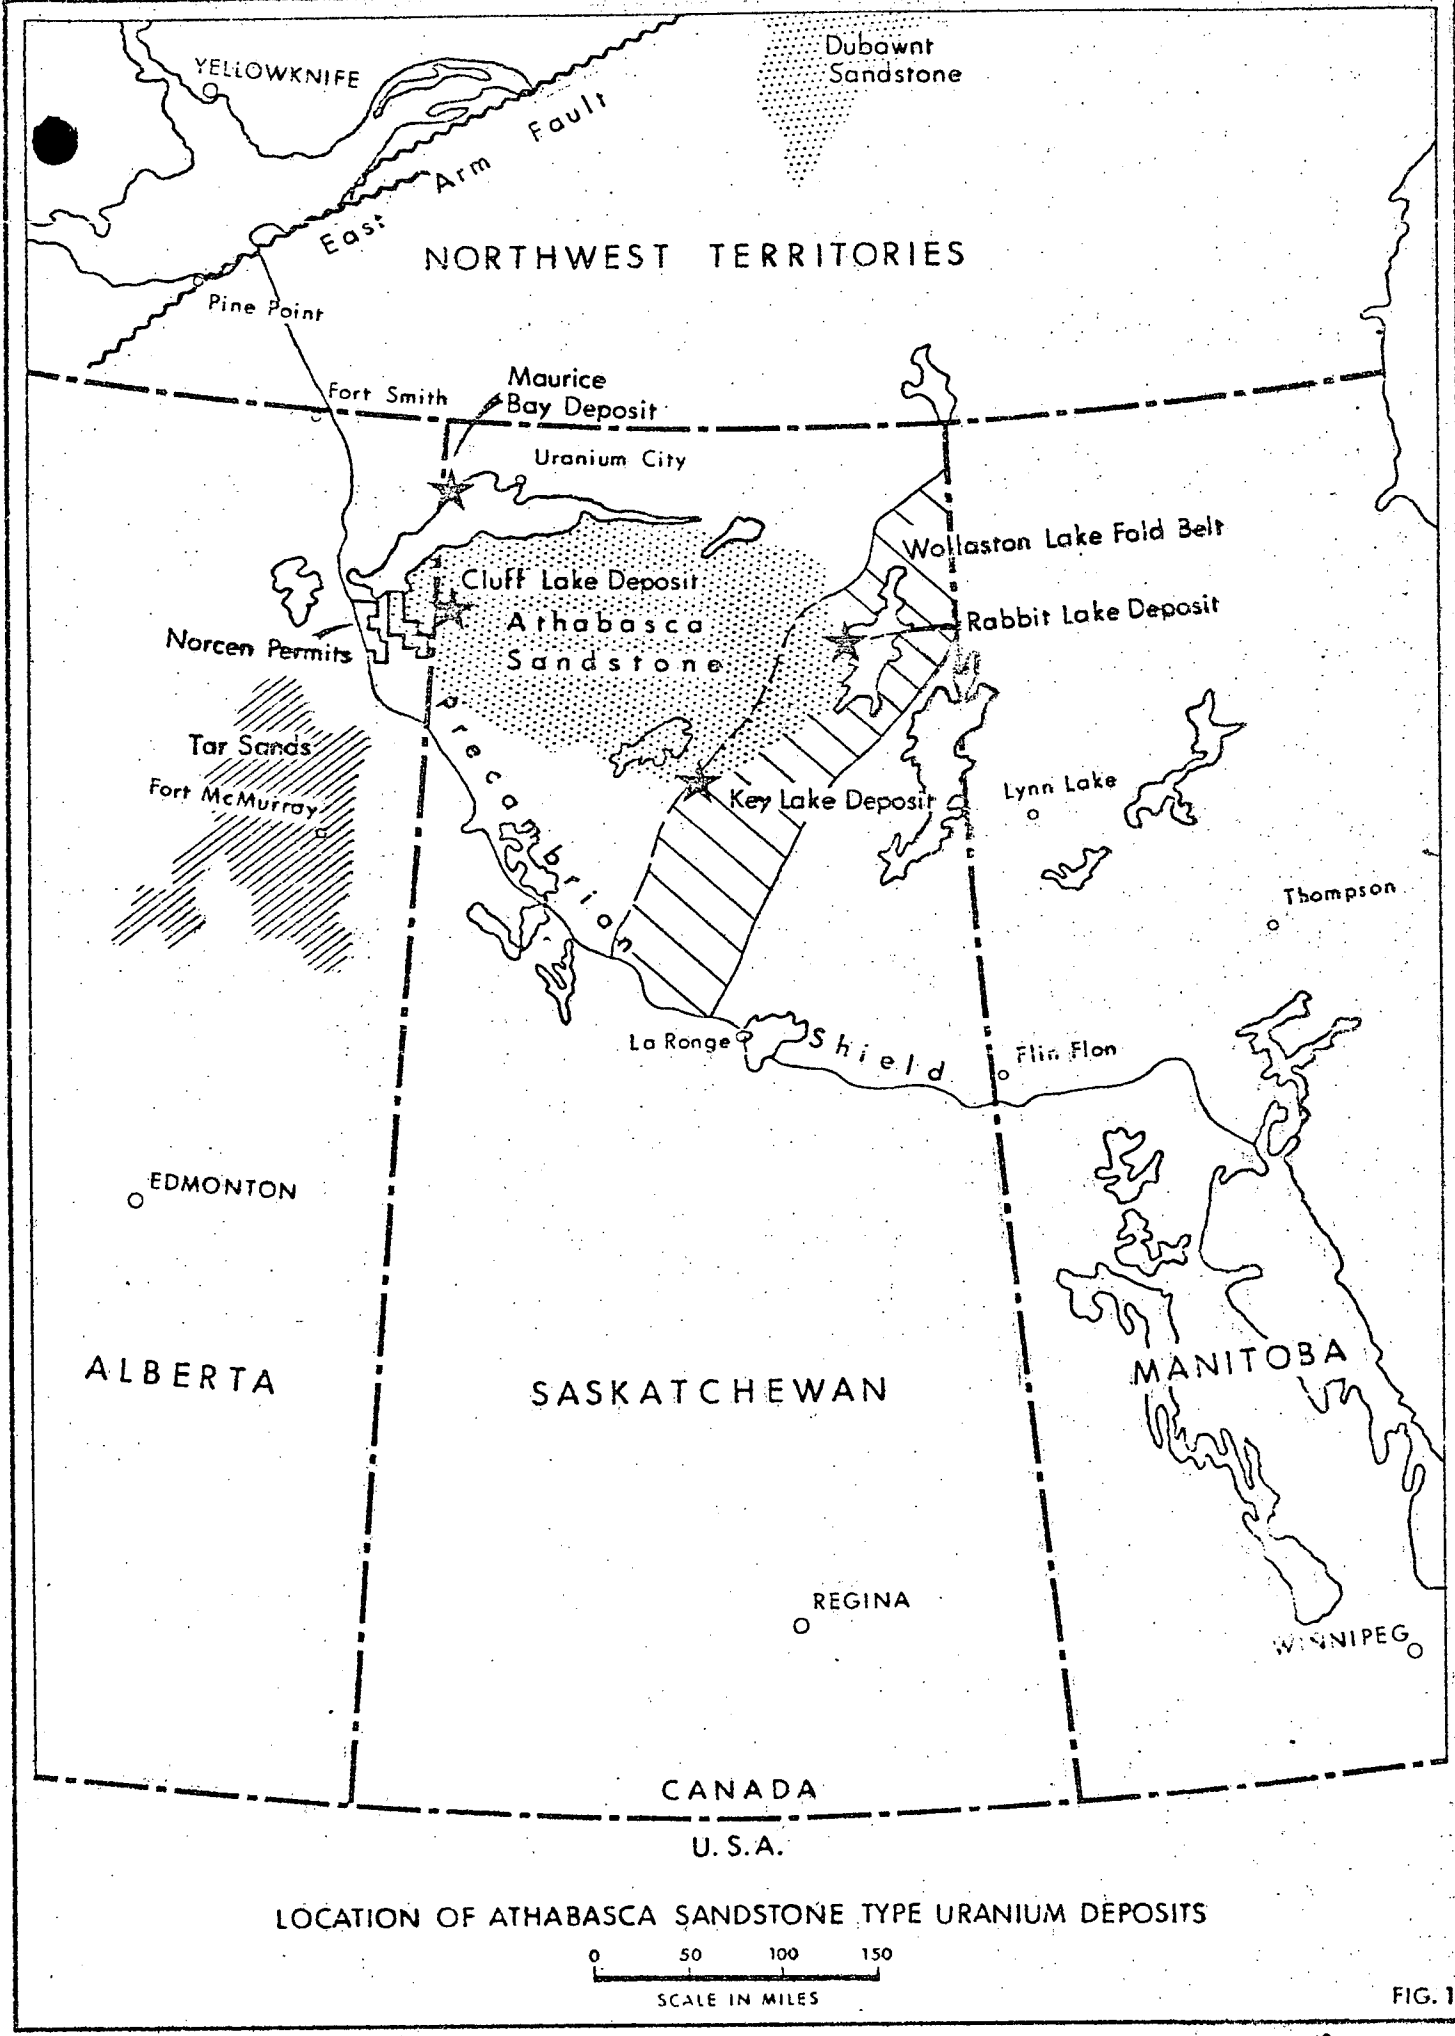 Dubawnt
Sandstone
YELLOWKNIFE
East Arm Fault
NORTHWEST TERRITORIES
Pine Point
Fort Smith
Maurice
Bay Deposit
Uranium City
Wollaston Lake Fold Belt
Cluff Lake Deposit
Athabasca
Sandstone
Rabbit Lake Deposit
Norcen Permits
Tar Sands
Fort McMurray
Key Lake Deposit
Lynn Lake
Thompson
Precambrian Shield
La Ronge
Flin Flon
EDMONTON
ALBERTA
SASKATCHEWAN
MANITOBA
REGINA
WINNIPEG
CANADA
U.S.A.
LOCATION OF ATHABASCA SANDSTONE TYPE URANIUM DEPOSITS
0 50 100 150
SCALE IN MILES
FIG. 1